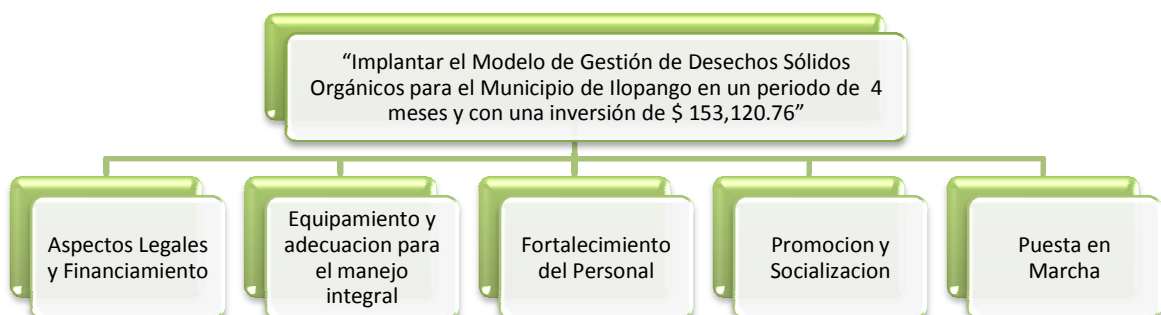 “Implantar el Modelo de Gestión de Desechos Sólidos
Orgánicos para el Municipio de Ilopango en un periodo de 4
meses y con una inversión de $ 153,120.76”
Aspectos Legales
y Financiamiento
Equipamiento y
adecuacion para
el manejo
integral
Fortalecimiento
del Personal
Promocion y
Socializacion
Puesta en
Marcha